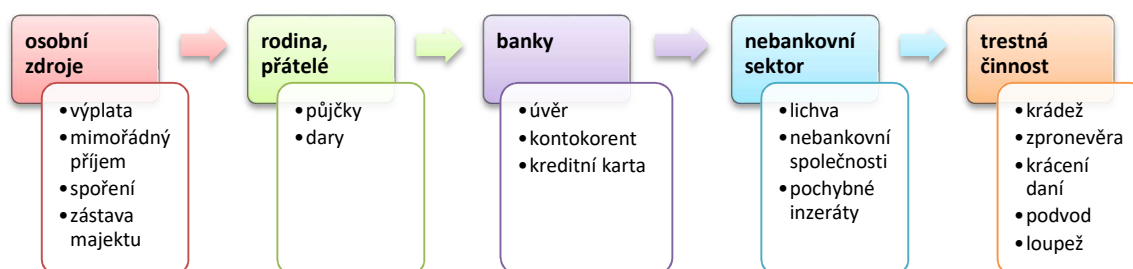 osobní
zdroje
• výplata
• mimořádný
příjem
• spoření
• zástava
majektu
rodina,
přátelé
• půjčky
• dary
banky
• úvěr
• kontokorent
• kreditní karta
nebankovní
sektor
• lichva
• nebankovní
společnosti
• pochybné
inzeráty
trestná
činnost
• krádež
• zpronevěra
• krácení
daní
• podvod
• loupež